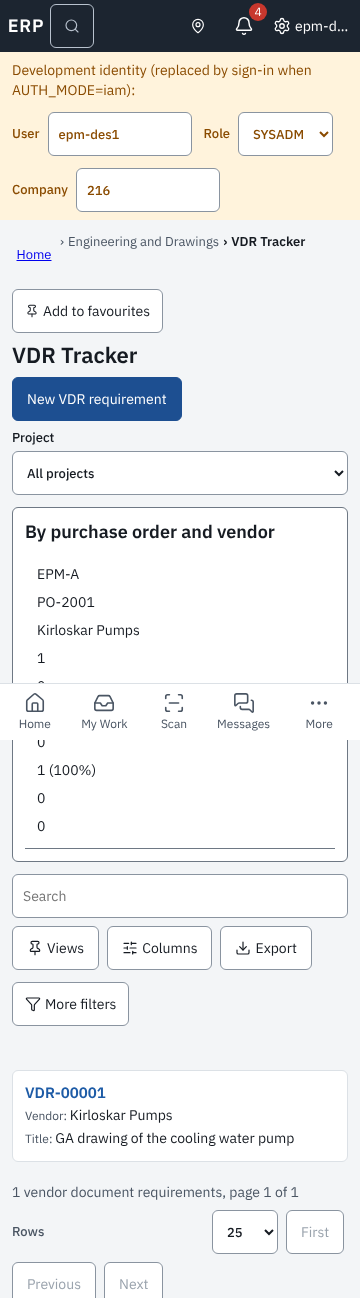 ERP
4
epm-d...
Development identity (replaced by sign-in when
AUTH_MODE=iam):
User
epm-des1
Role
SYSADM
Company
216
Home
› Engineering and Drawings › VDR Tracker
Add to favourites
VDR Tracker
New VDR requirement
Project
All projects
By purchase order and vendor
EPM-A
PO-2001
Kirloskar Pumps
1
Home
My Work
Scan
Messages
More
0
1 (100%)
0
0
Search
Views
Columns
Export
More filters
VDR-00001
Vendor: Kirloskar Pumps
Title: GA drawing of the cooling water pump
1 vendor document requirements, page 1 of 1
Rows
25
First
Previous
Next